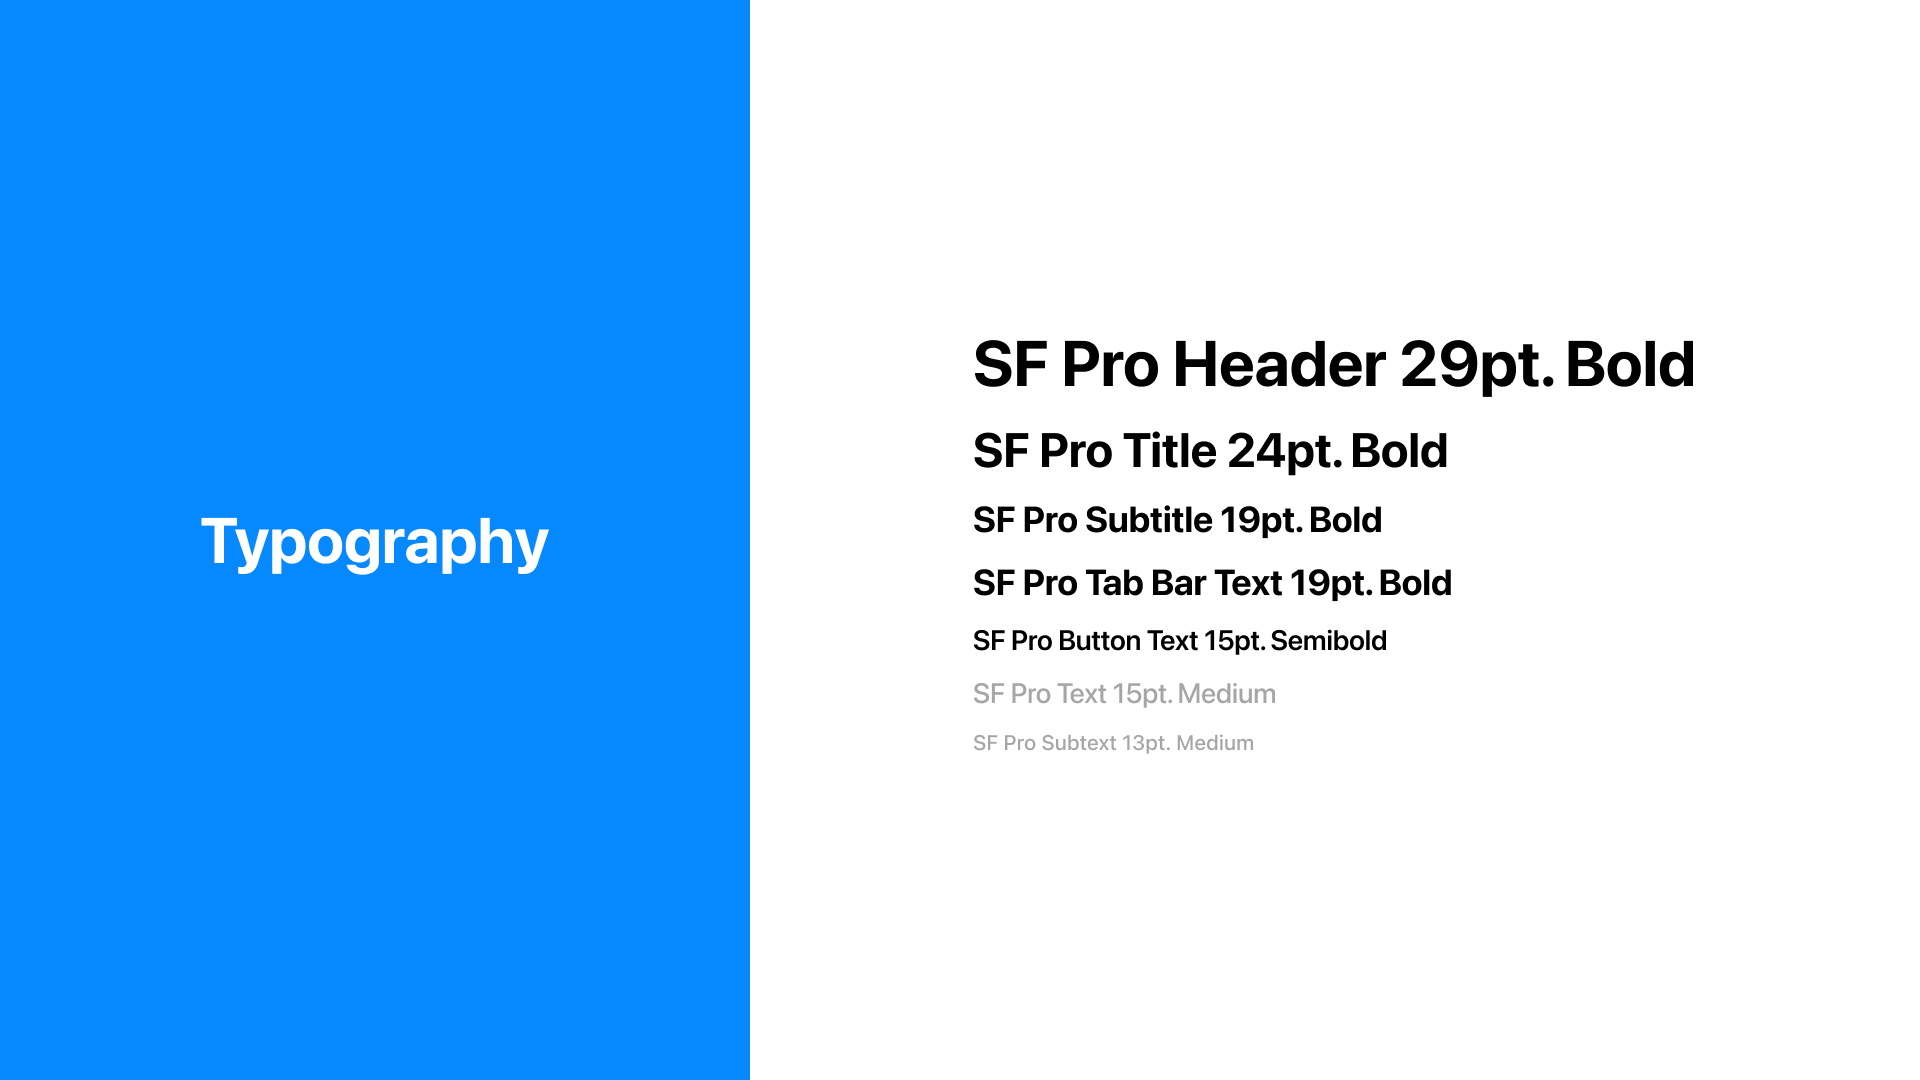 Typography
SF Pro Header 29pt. Bold
SF Pro Title 24pt. Bold
SF Pro Subtitle 19pt. Bold
SF Pro Tab Bar Text 19pt. Bold
SF Pro Button Text 15pt. Semibold
SF Pro Text 15pt. Medium
SF Pro Subtext 13pt. Medium